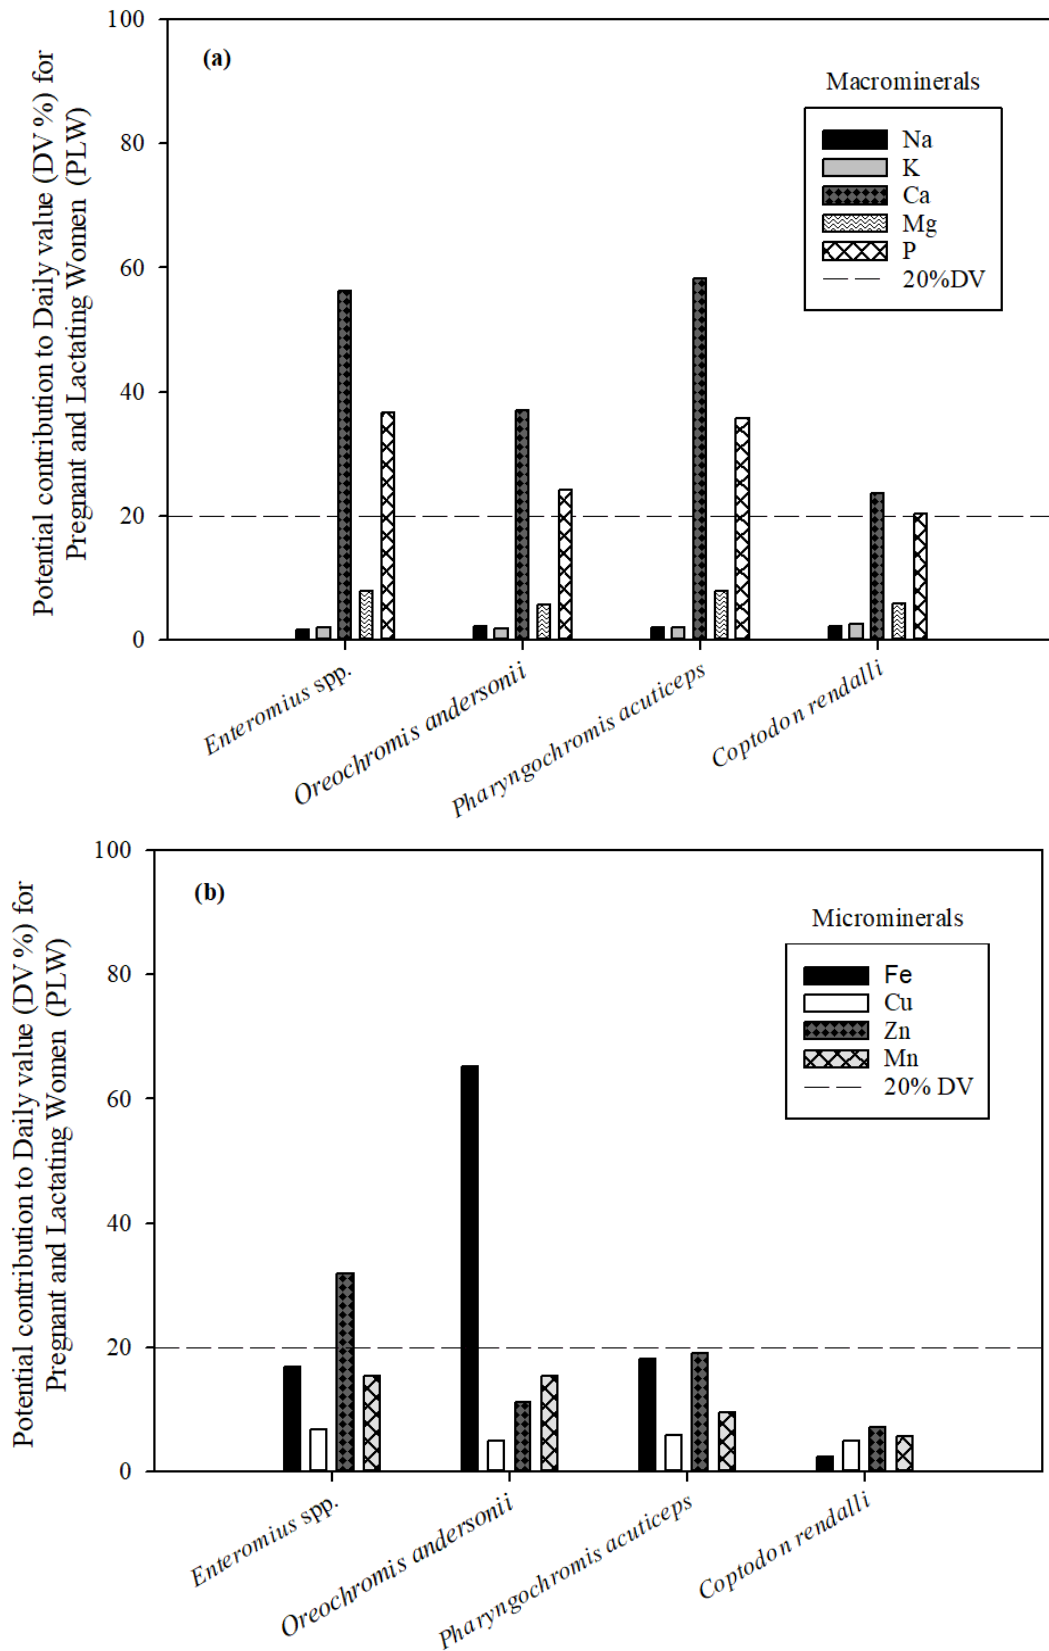 Potential contribution to Daily value (DV %) for
Pregnant and Lactating Women (PLW)
100
80
60
40
20
0
(a)
Macrominerals
Na
K
Ca
Mg
P
20%DV
Enteromius spp.
Oreochromis andersonii
Pharyngochromis acuticeps
Coptodon rendalli
Potential contribution to Daily value (DV %) for
Pregnant and Lactating Women (PLW)
100
80
60
40
20
0
(b)
Microminerals
Fe
Cu
Zn
Mn
20% DV
Enteromius spp.
Oreochromis andersonii
Pharyngochromis acuticeps
Coptodon rendalli